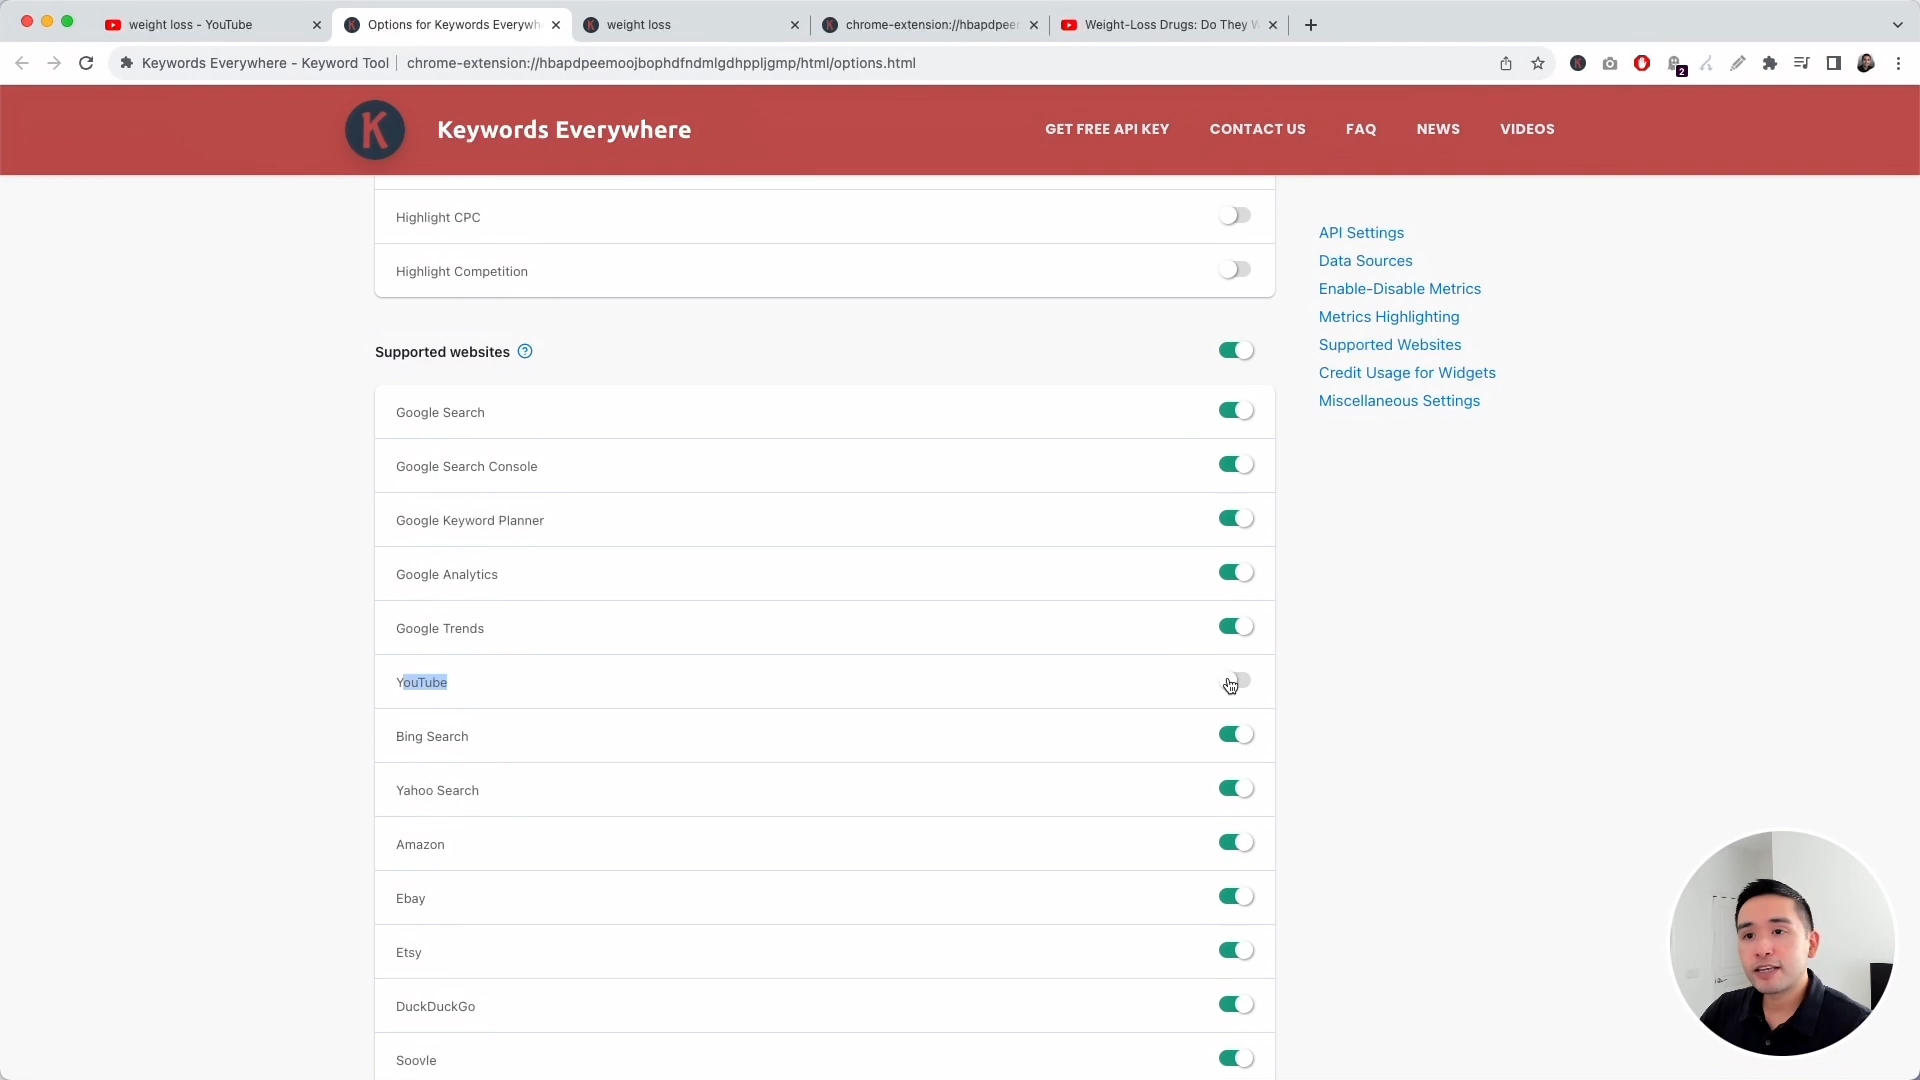 weight loss - YouTube
Options for Keywords Everywh
weight loss
chrome-extension://hbapdpeer
Weight-Loss Drugs: Do They W
Keywords Everywhere - Keyword Tool
chrome-extension://hbapdpeemoojbophdfndmlgdhppljgmp/html/options.html
2
K
Keywords Everywhere
GET FREE API KEY
CONTACT US
FAQ
NEWS
VIDEOS
Highlight CPC
Highlight Competition
API Settings
Data Sources
Enable-Disable Metrics
Metrics Highlighting
Supported Websites
Credit Usage for Widgets
Miscellaneous Settings
Supported websites ?
Google Search
Google Search Console
Google Keyword Planner
Google Analytics
Google Trends
YouTube
Bing Search
Yahoo Search
Amazon
Ebay
Etsy
DuckDuckGo
Soovle